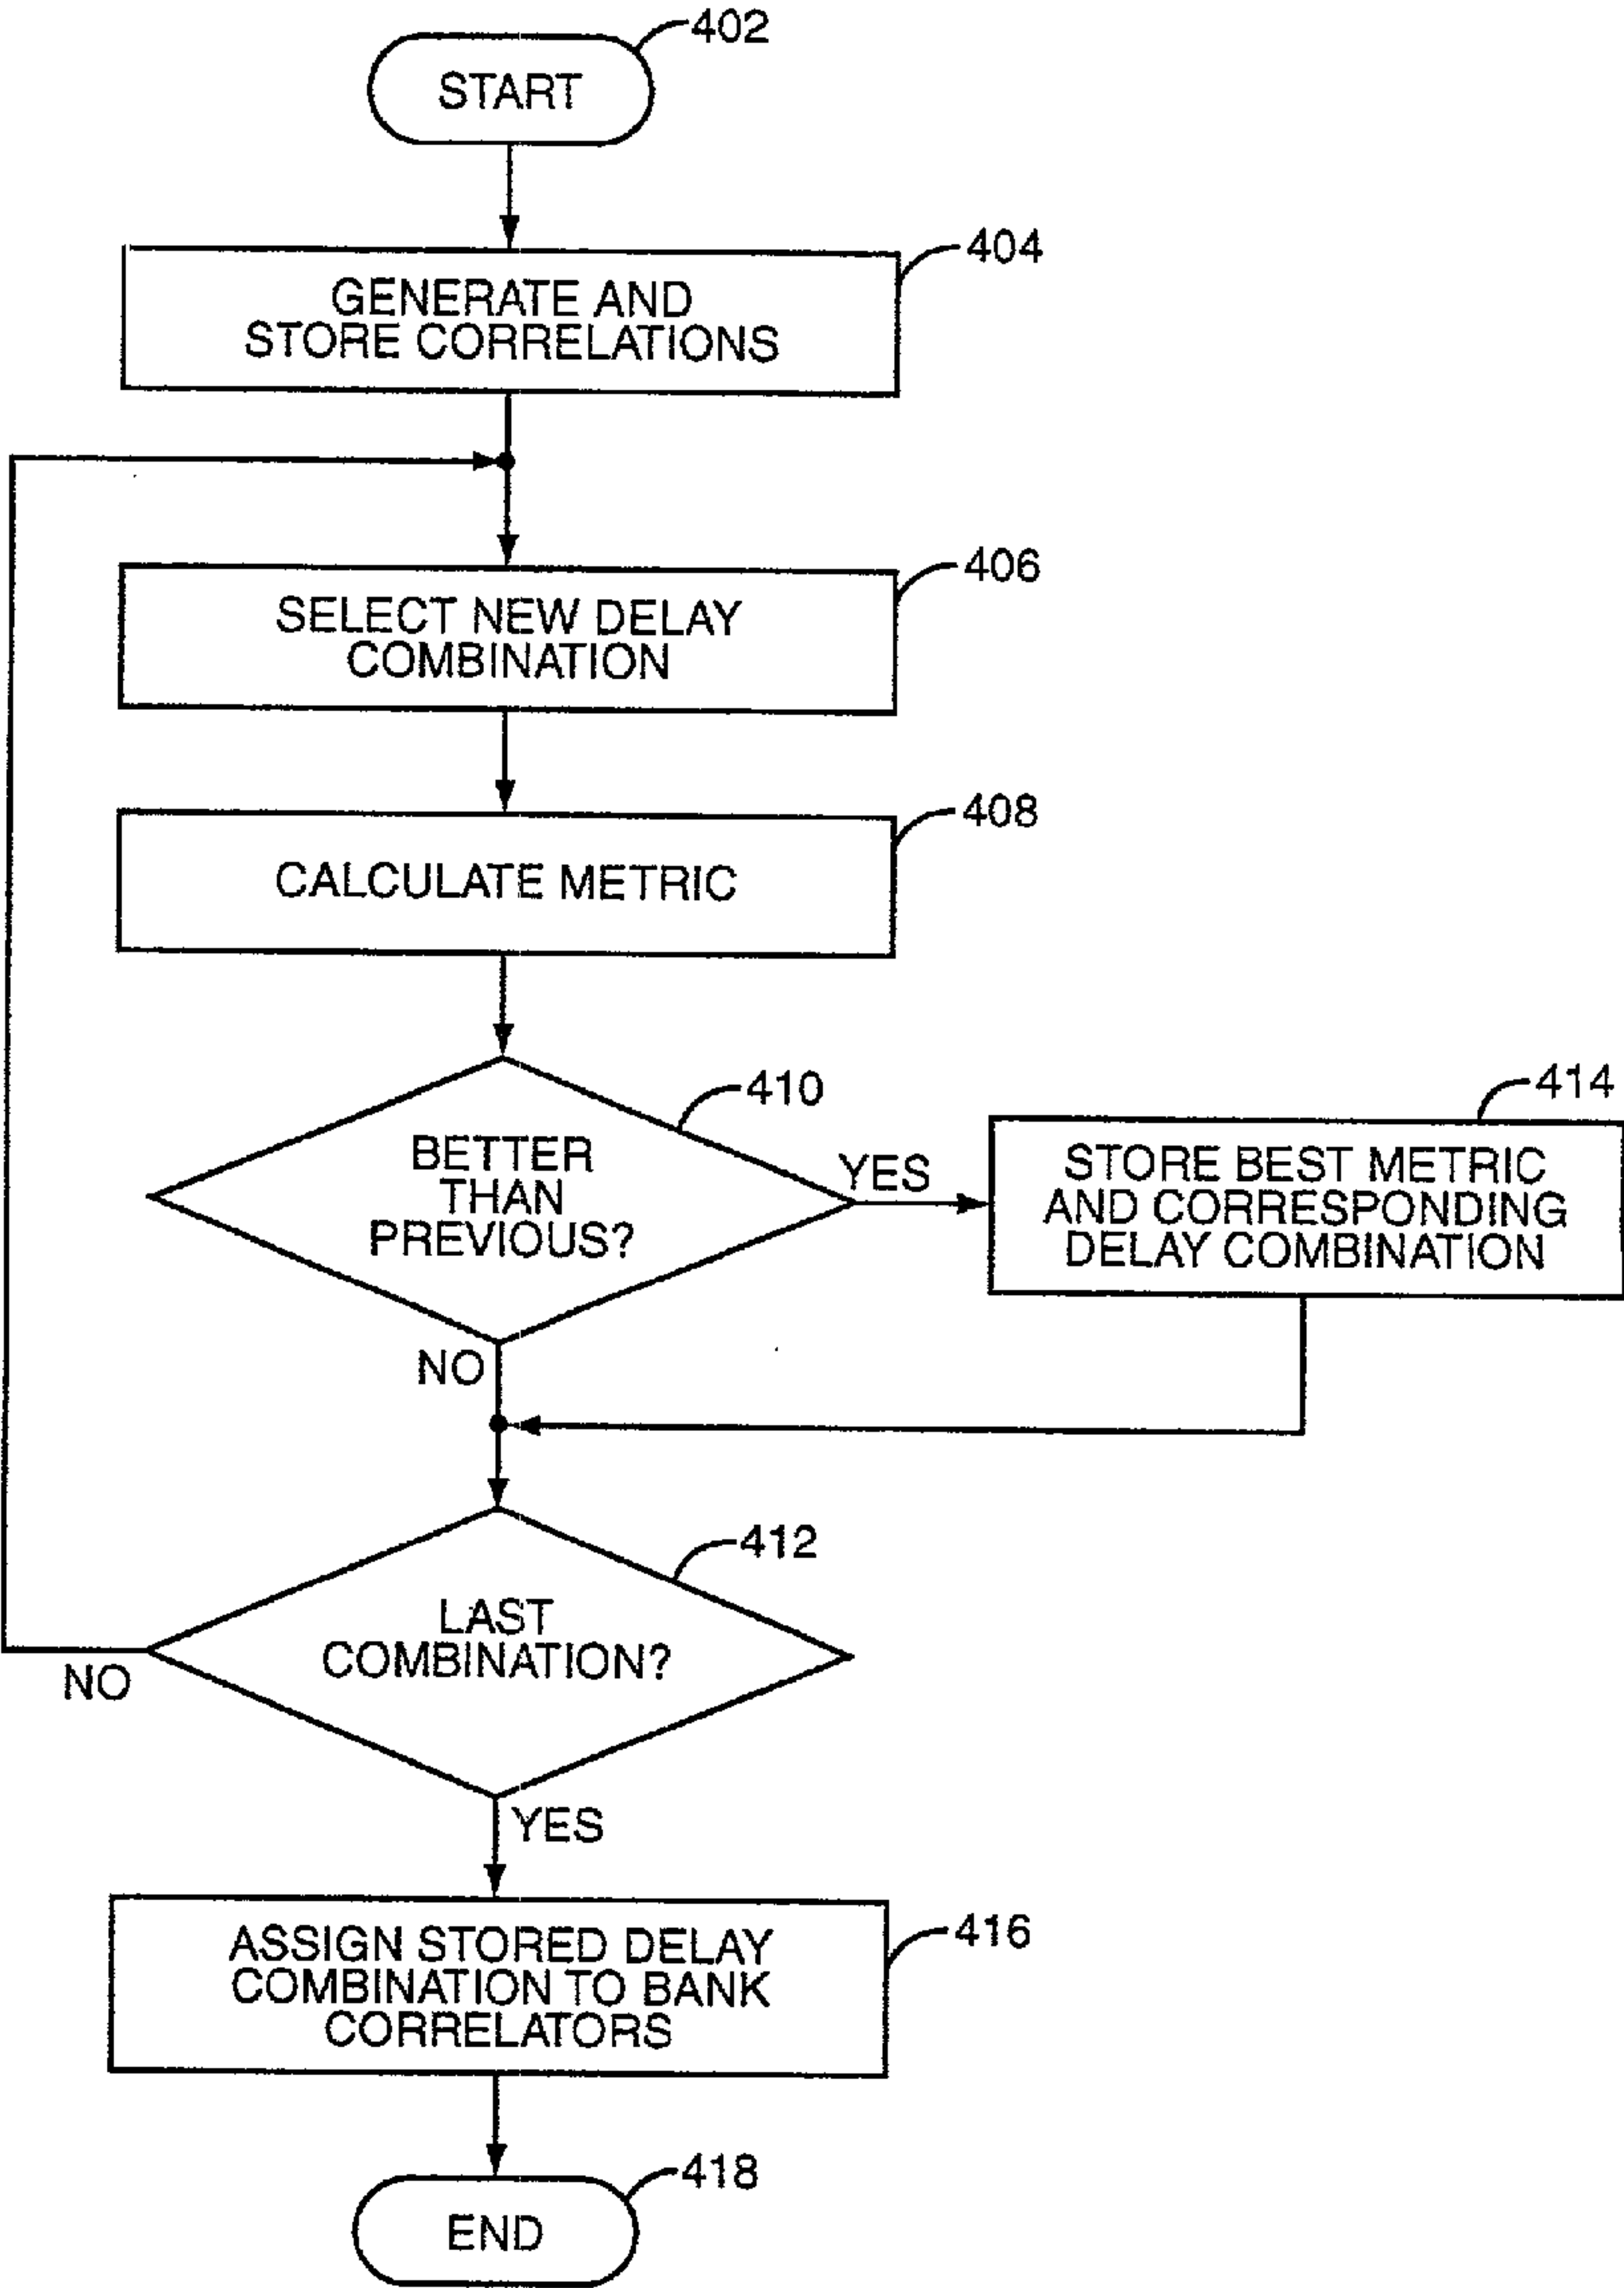 402
START
404
GENERATE AND
STORE CORRELATIONS
406
SELECT NEW DELAY
COMBINATION
408
CALCULATE METRIC
410
BETTER
THAN
PREVIOUS?
YES
414
STORE BEST METRIC
AND CORRESPONDING
DELAY COMBINATION
NO
412
LAST
COMBINATION?
NO
YES
416
ASSIGN STORED DELAY
COMBINATION TO BANK
CORRELATORS
418
END